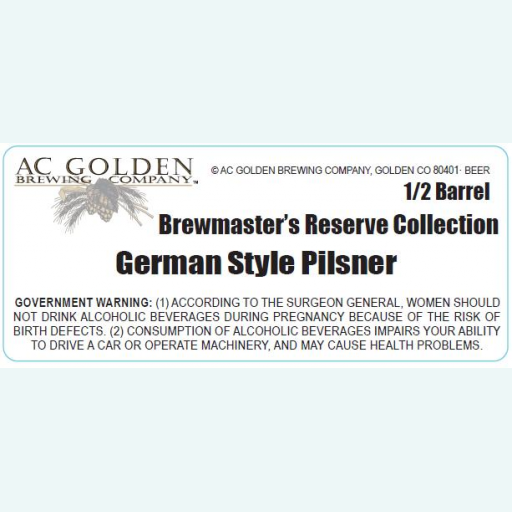 AC GOLDEN
BREWING COMPANY™
© AC GOLDEN BREWING COMPANY, GOLDEN CO 80401· BEER
1/2 Barrel
Brewmaster's Reserve Collection
German Style Pilsner
GOVERNMENT WARNING: (1) ACCORDING TO THE SURGEON GENERAL, WOMEN SHOULD
NOT DRINK ALCOHOLIC BEVERAGES DURING PREGNANCY BECAUSE OF THE RISK OF
BIRTH DEFECTS. (2) CONSUMPTION OF ALCOHOLIC BEVERAGES IMPAIRS YOUR ABILITY
TO DRIVE A CAR OR OPERATE MACHINERY, AND MAY CAUSE HEALTH PROBLEMS.